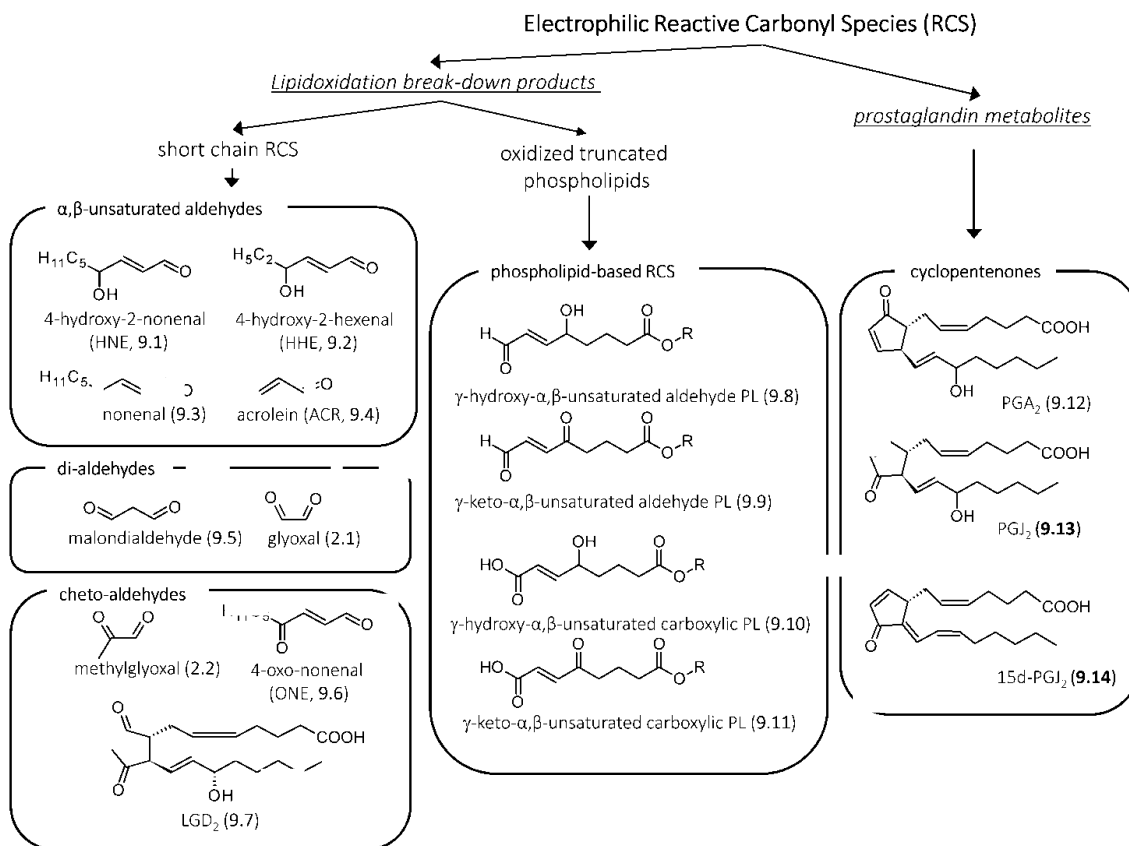 Electrophilic Reactive Carbonyl Species (RCS)
Lipidoxidation break-down products
prostaglandin metabolites
short chain RCS
oxidized truncated
phospholipids
α,β-unsaturated aldehydes
H11C5
O
OH
4-hydroxy-2-nonenal
(HNE, 9.1)
H5C2
O
OH
4-hydroxy-2-hexenal
(HHE, 9.2)
H11C5
nonenal (9.3)
O
acrolein (ACR, 9.4)
di-aldehydes
O O
malondialdehyde (9.5)
O O
glyoxal (2.1)
cheto-aldehydes
O O
methylglyoxal (2.2)
O O
4-oxo-nonenal
(ONE, 9.6)
O
COOH
O
OH
LGD2 (9.7)
phospholipid-based RCS
OH O
H R
O O
γ-hydroxy-α,β-unsaturated aldehyde PL (9.8)
O O
H R
O O
γ-keto-α,β-unsaturated aldehyde PL (9.9)
OH O
HO R
O O
γ-hydroxy-α,β-unsaturated carboxylic PL (9.10)
O O
HO R
O O
γ-keto-α,β-unsaturated carboxylic PL (9.11)
cyclopentenones
O
COOH
OH
PGA2 (9.12)
COOH
O
OH
PGJ2 (9.13)
COOH
O
15d-PGJ2 (9.14)